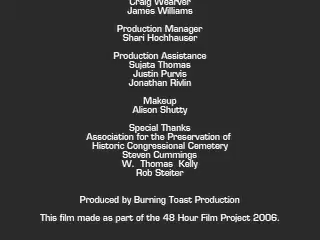 Craig Wearver
James Williams
Production Manager
Shari Hochhauser
Production Assistance
Sujata Thomas
Justin Purvis
Jonathan Rivlin
Makeup
Alison Shutty
Special Thanks
Association for the Preservation of
Historic Congressional Cemetery
Steven Cummings
W. Thomas Kelly
Rob Steiter
Produced by Burning Toast Production
This film made as part of the 48 Hour Film Project 2006.